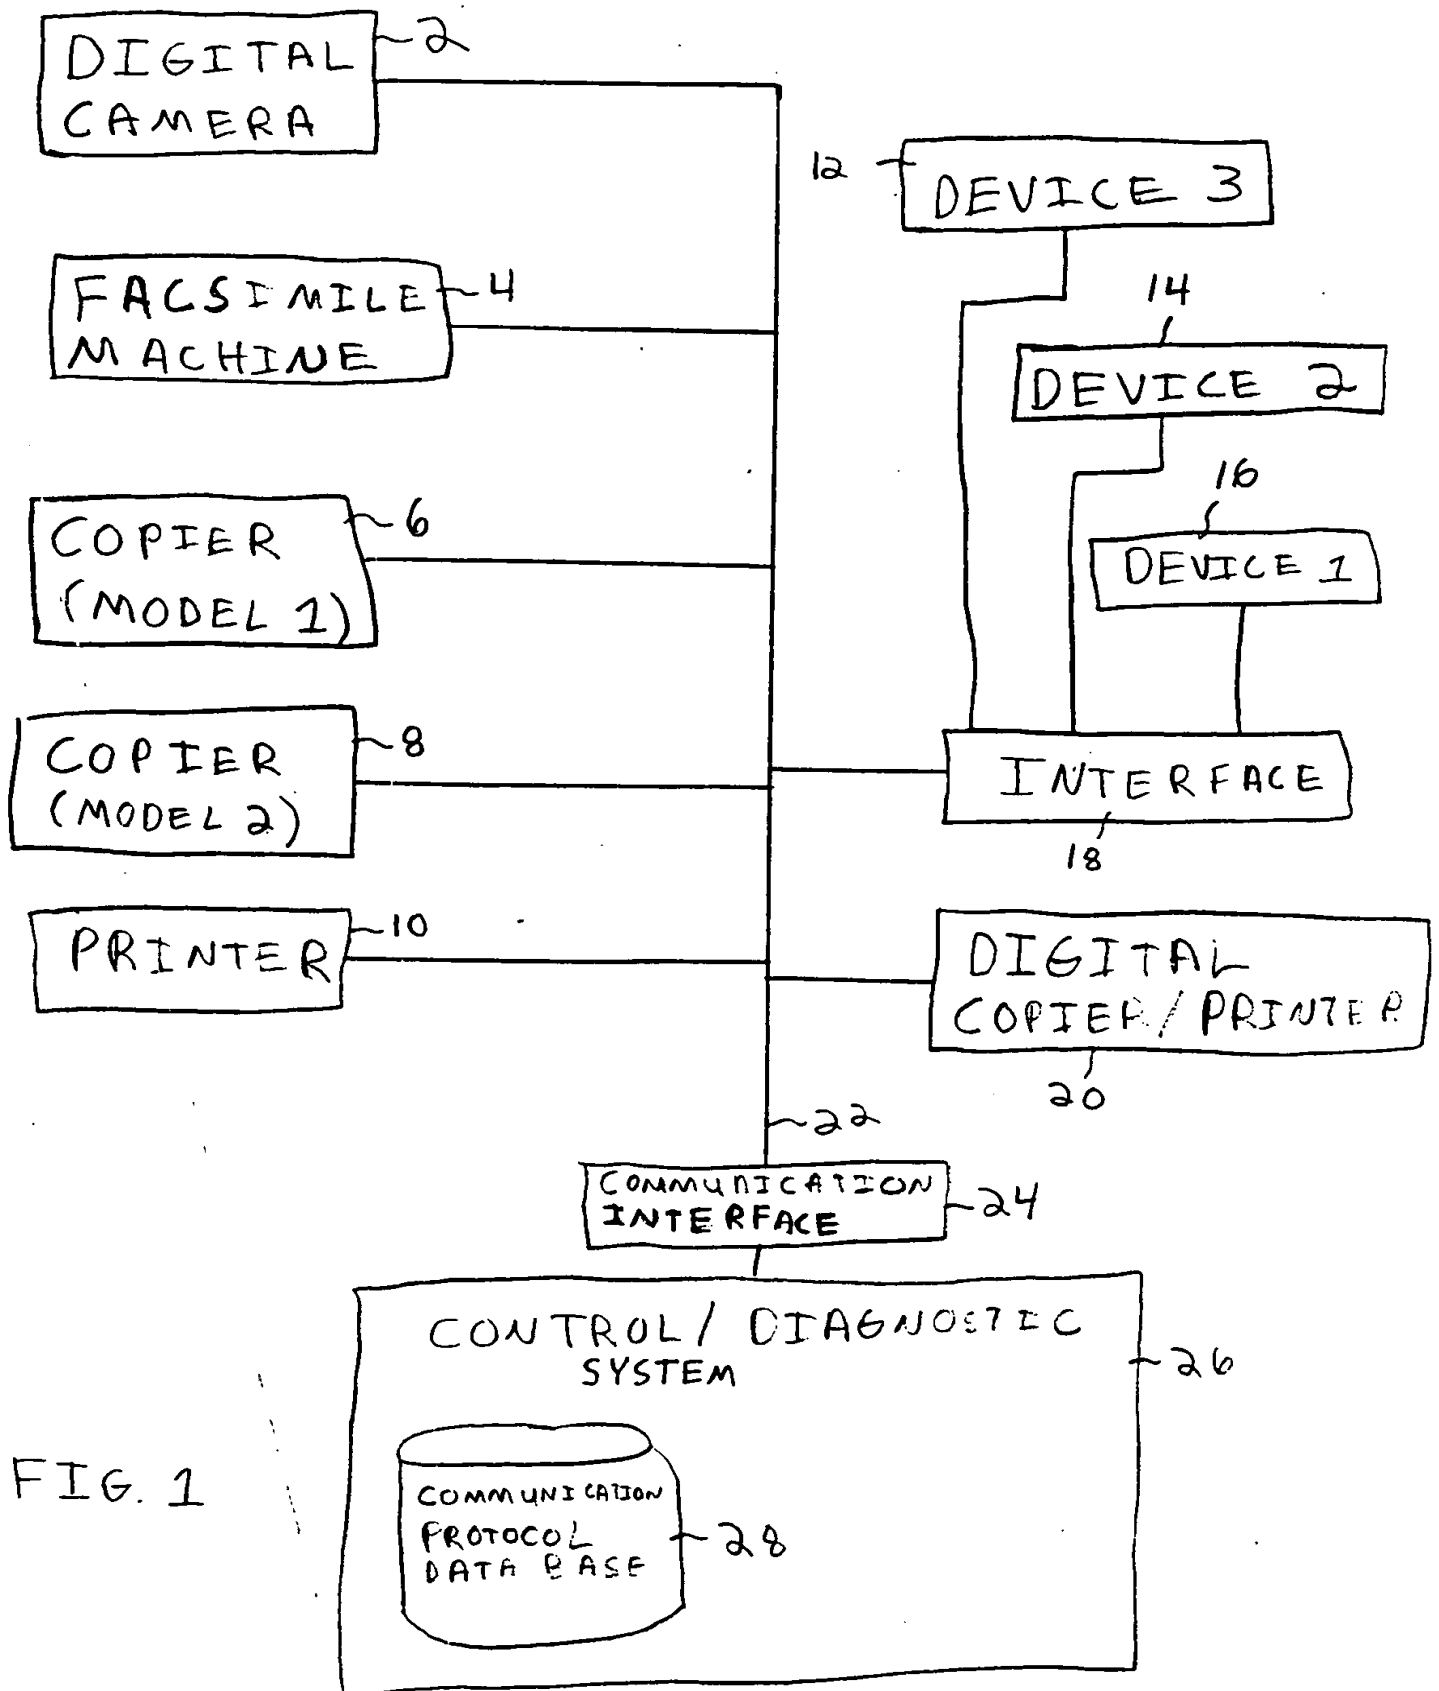 DIGITAL
CAMERA
2
FACSIMILE
MACHINE
4
COPIER
(MODEL 1)
6
COPIER
(MODEL 2)
8
PRINTER
10
12
DEVICE 3
14
DEVICE 2
16
DEVICE 1
INTERFACE
18
DIGITAL
COPIER/PRINTER
20
22
COMMUNICATION
INTERFACE
24
CONTROL/DIAGNOSTIC
SYSTEM
26
COMMUNICATION
PROTOCOL
DATA BASE
28
FIG. 1